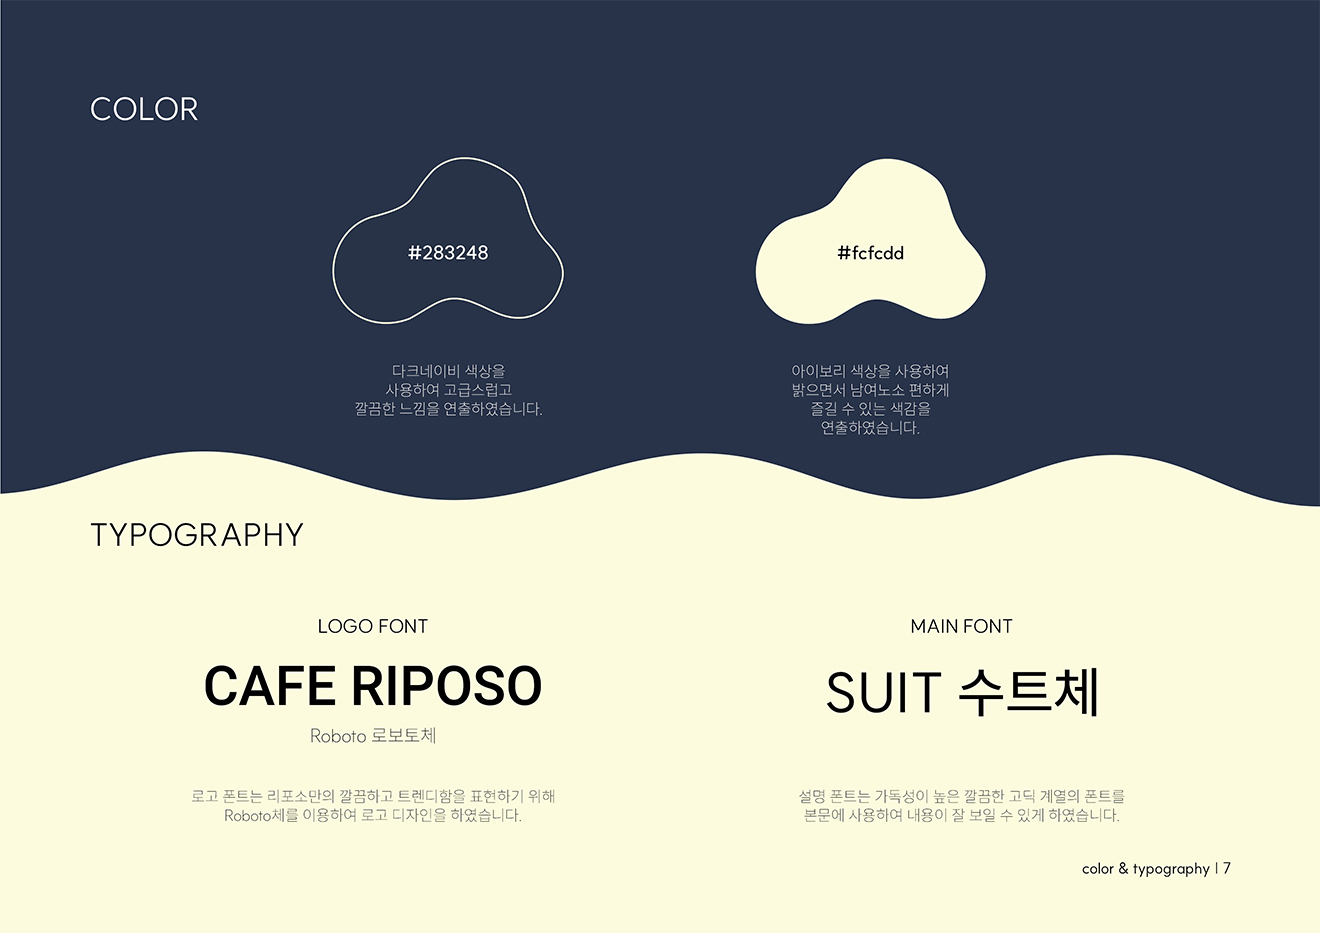 COLOR
#283248
다크네이비 색상을
사용하여 고급스럽고
깔끔한 느낌을 연출하였습니다.
#fcfcdd
아이보리 색상을 사용하여
밝으면서 남여노소 편하게
즐길 수 있는 색감을
연출하였습니다.
TYPOGRAPHY
LOGO FONT
CAFE RIPOSO
Roboto 로보토체
로고 폰트는 리포소만의 깔끔하고 트렌디함을 표현하기 위해
Roboto체를 이용하여 로고 디자인을 하였습니다.
MAIN FONT
SUIT 수트체
설명 폰트는 가독성이 높은 깔끔한 고딕 계열의 폰트를
본문에 사용하여 내용이 잘 보일 수 있게 하였습니다.
color & typography | 7